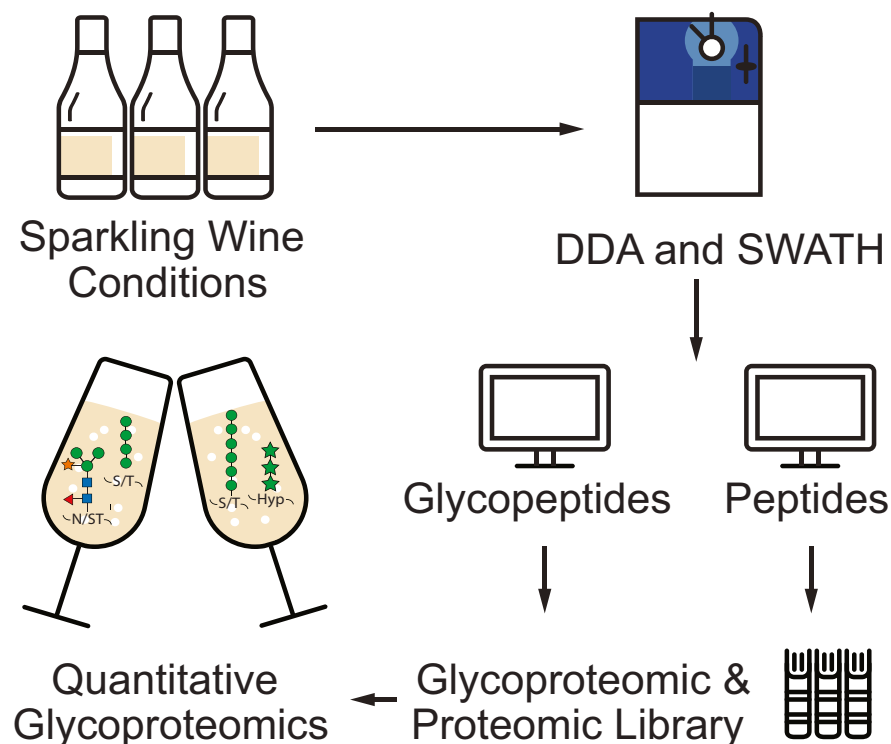 Sparkling Wine
Conditions
DDA and SWATH
Glycopeptides
Peptides
S/T
N/ST
S/T
Hyp
Glycoproteomic &
Proteomic Library
Quantitative
Glycoproteomics